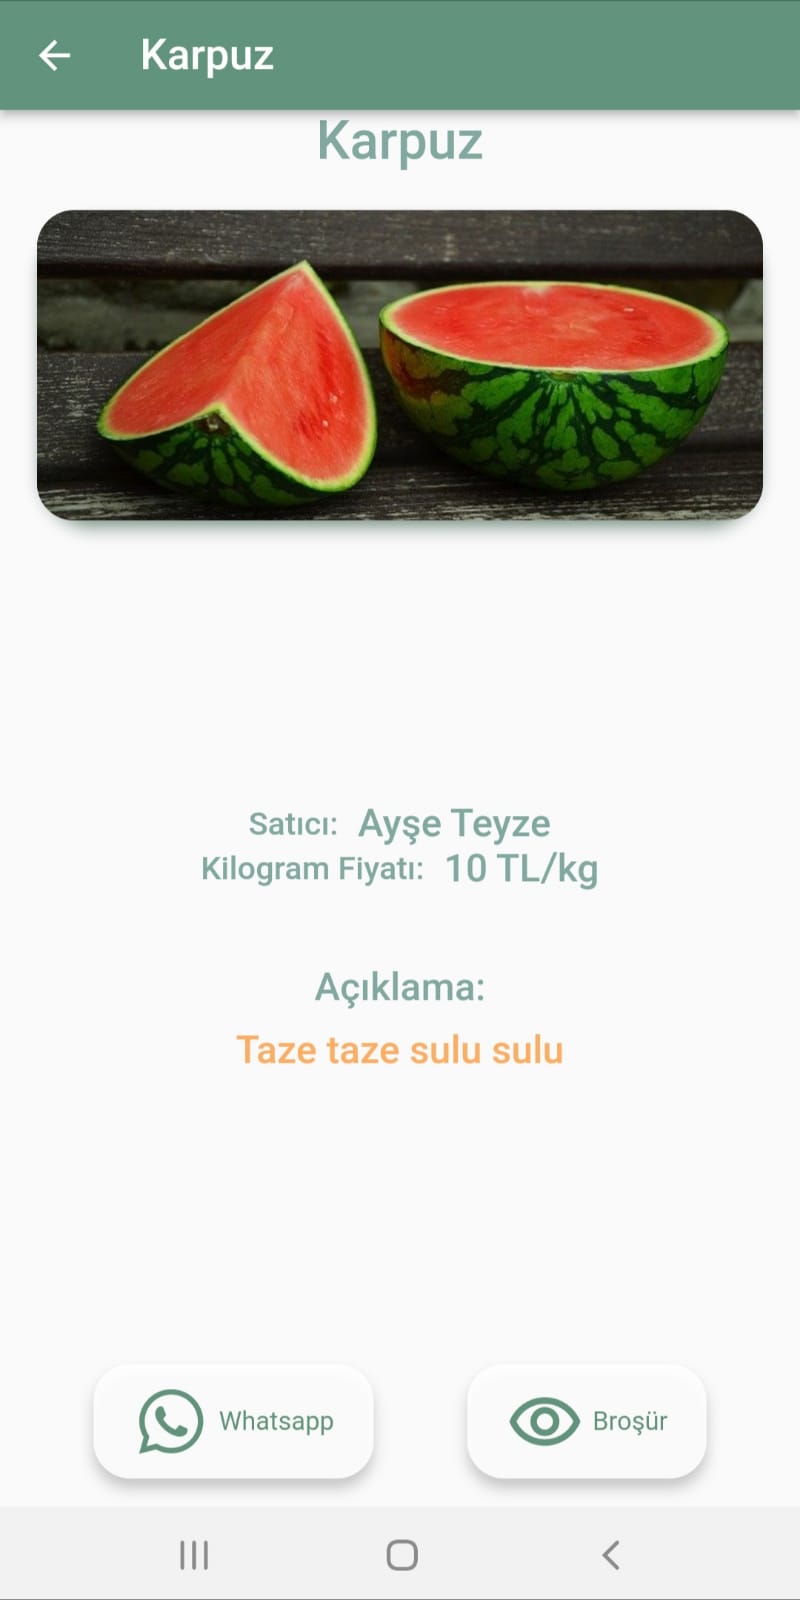 Karpuz
Karpuz
Satıcı: Ayşe Teyze
Kilogram Fiyatı: 10 TL/kg
Açıklama:
Taze taze sulu sulu
Whatsapp
Broşür